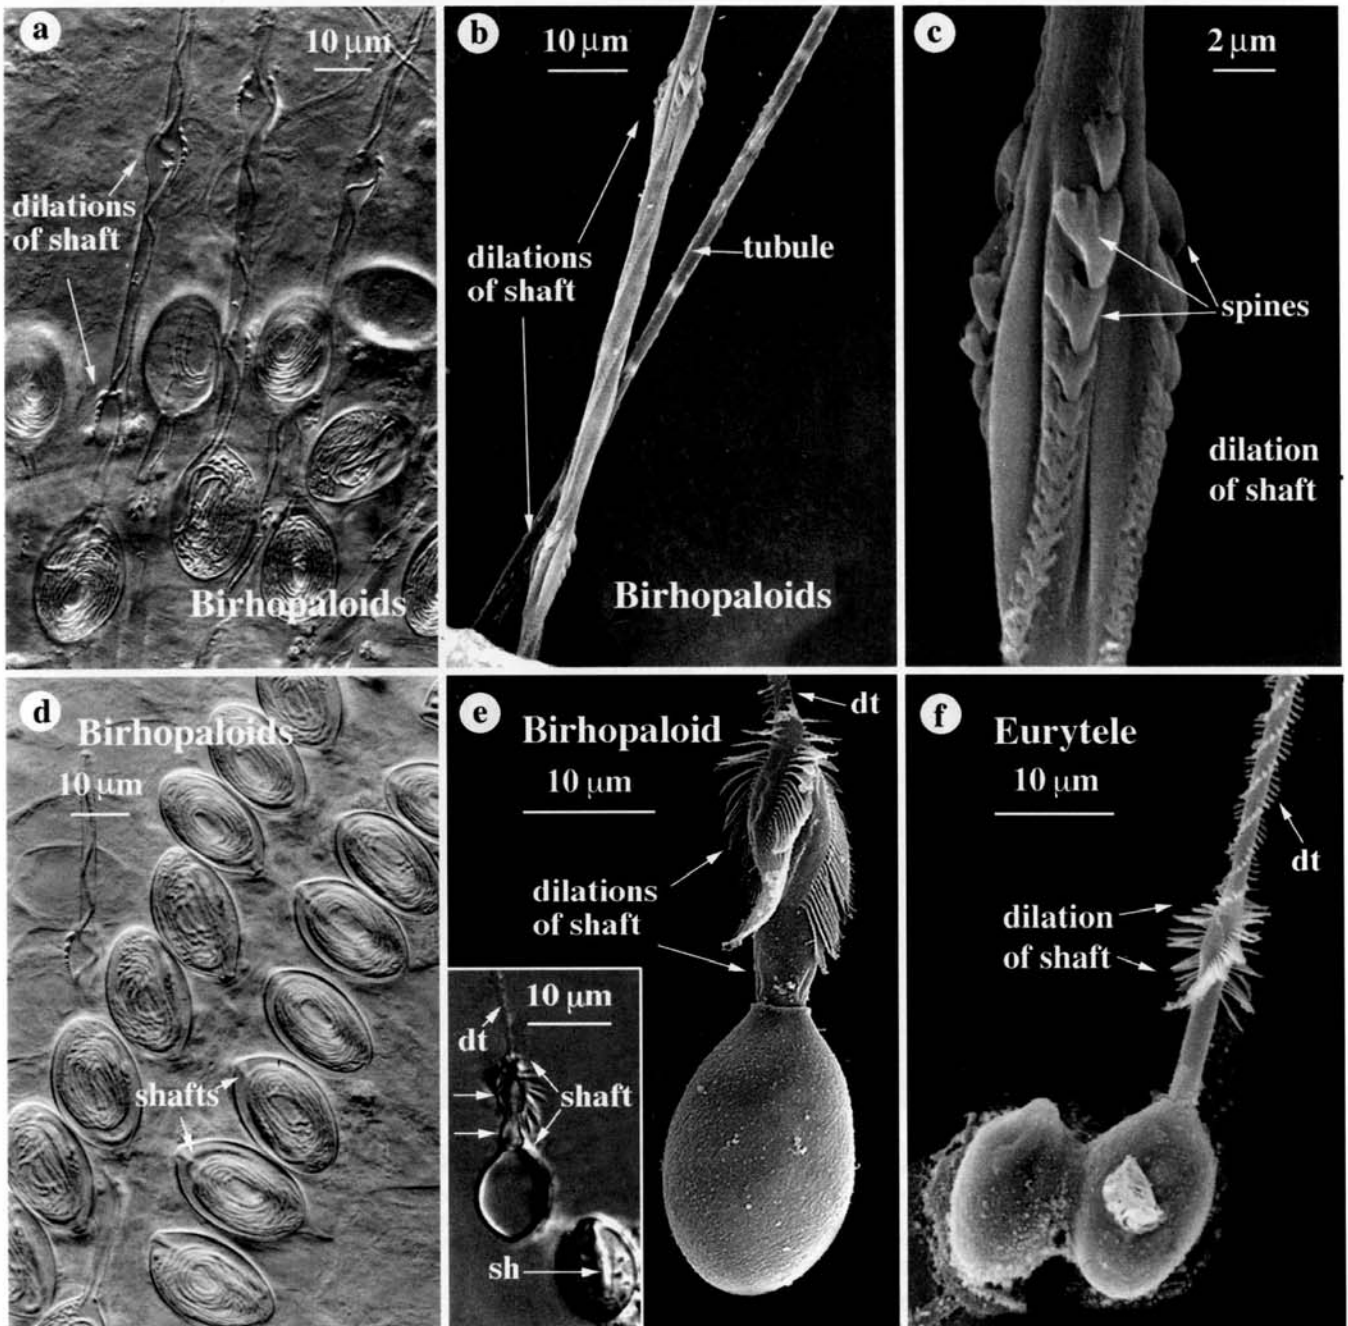 a
10 µm
dilations
of shaft
Birhopaloids
b
10 µm
dilations
of shaft
tubule
Birhopaloids
c
2 µm
spines
dilation
of shaft
d
Birhopaloids
10 µm
shafts
e
dt
Birhopaloid
10 µm
dilations
of shaft
10 µm
dt
shaft
sh
f
Eurytele
10 µm
dt
dilation
of shaft